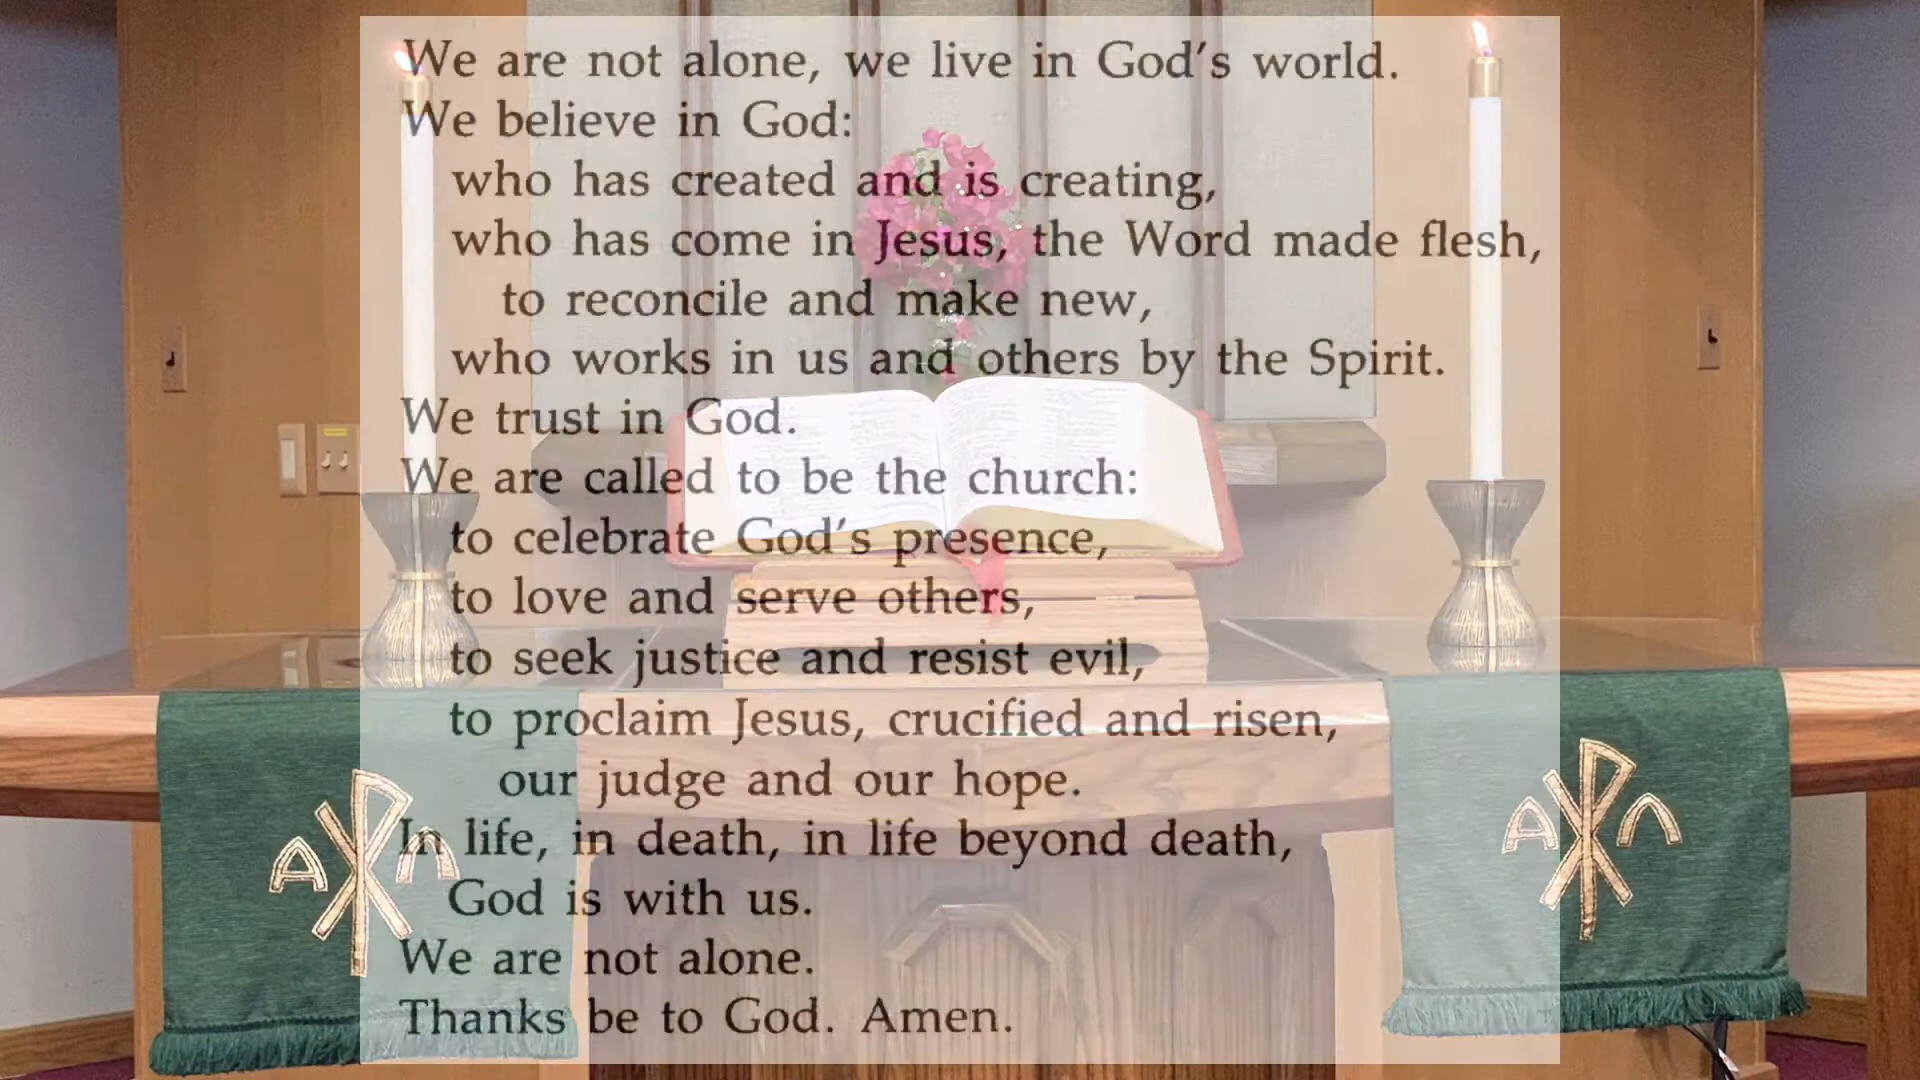 We are not alone, we live in God's world.
We believe in God:
who has created and is creating,
who has come in Jesus, the Word made flesh,
to reconcile and make new,
who works in us and others by the Spirit.
We trust in God.
We are called to be the church:
to celebrate God's presence,
to love and serve others,
to seek justice and resist evil,
to proclaim Jesus, crucified and risen,
our judge and our hope.
In life, in death, in life beyond death,
God is with us.
We are not alone.
Thanks be to God. Amen.